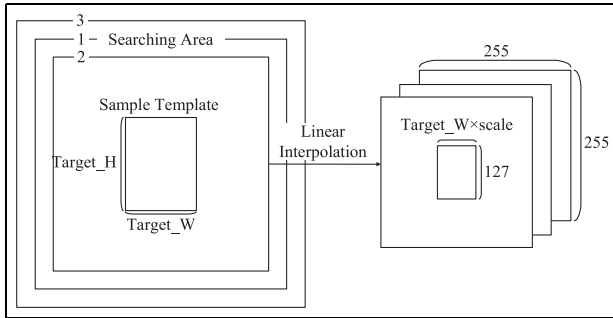 3
1 Searching Area
2
Sample Template
Target_H
Target_W
Linear
Interpolation
255
255
Target_W×scale
127